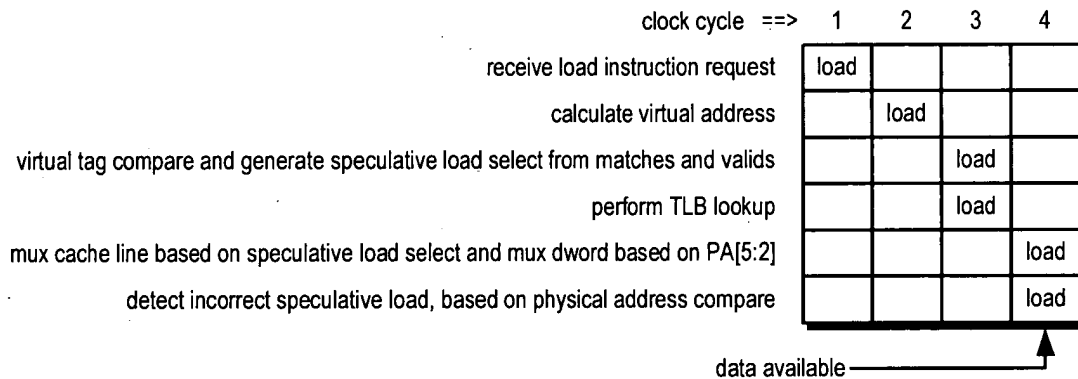 clock cycle ==> 1 2 3 4
receive load instruction request load
calculate virtual address load
virtual tag compare and generate speculative load select from matches and valids load
perform TLB lookup load
mux cache line based on speculative load select and mux dword based on PA[5:2] load
detect incorrect speculative load, based on physical address compare load
data available